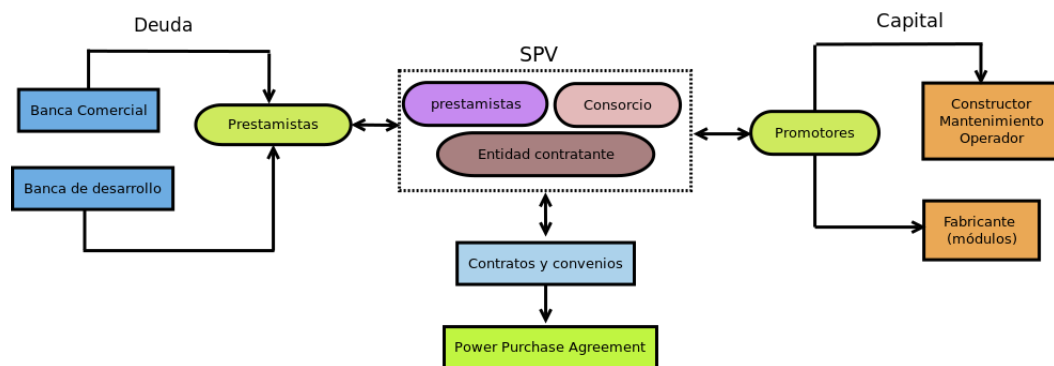 Deuda
SPV
Capital
Banca Comercial
Banca de desarrollo
Prestamistas
prestamistas
Consorcio
Entidad contratante
Promotores
Constructor
Mantenimiento
Operador
Fabricante
(módulos)
Contratos y convenios
Power Purchase Agreement